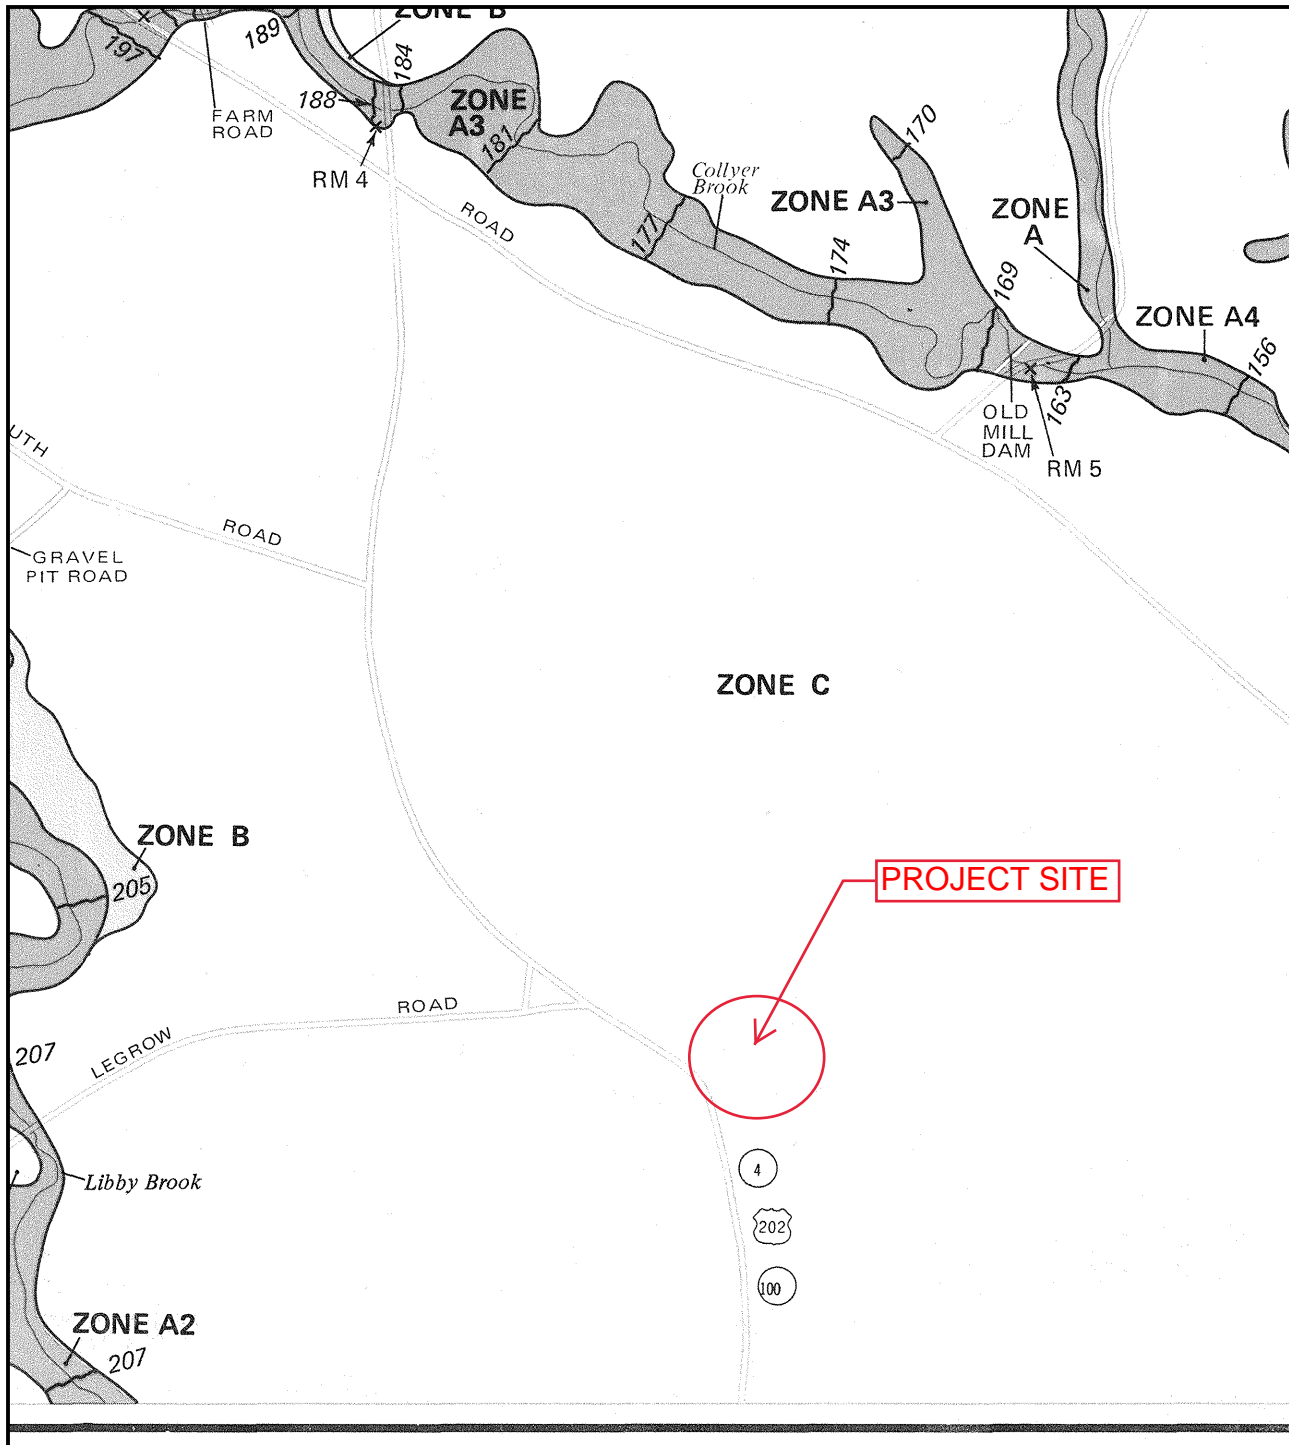 ZONE B
197
189
184
188
FARM
ROAD
RM 4
ZONE
A3
181
ROAD
177
Collyer
Brook
174
ZONE A3
170
ZONE
A
169
ZONE A4
156
163
OLD
MILL
DAM
RM 5
UTH
ROAD
GRAVEL
PIT ROAD
ZONE C
ZONE B
205
PROJECT SITE
ROAD
LEGROW
207
Libby Brook
4
202
100
ZONE A2
207